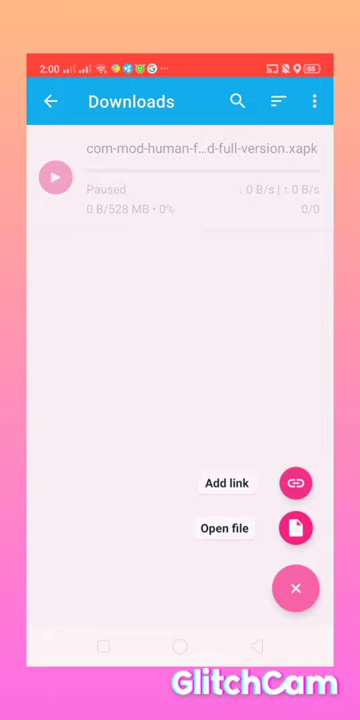 2:00
65
Downloads
com-mod-human-f...d-full-version.xapk
Paused
↓ 0 B/s | ↑ 0 B/s
0 B/528 MB • 0%
0/0
Add link
Open file
GlitchCam